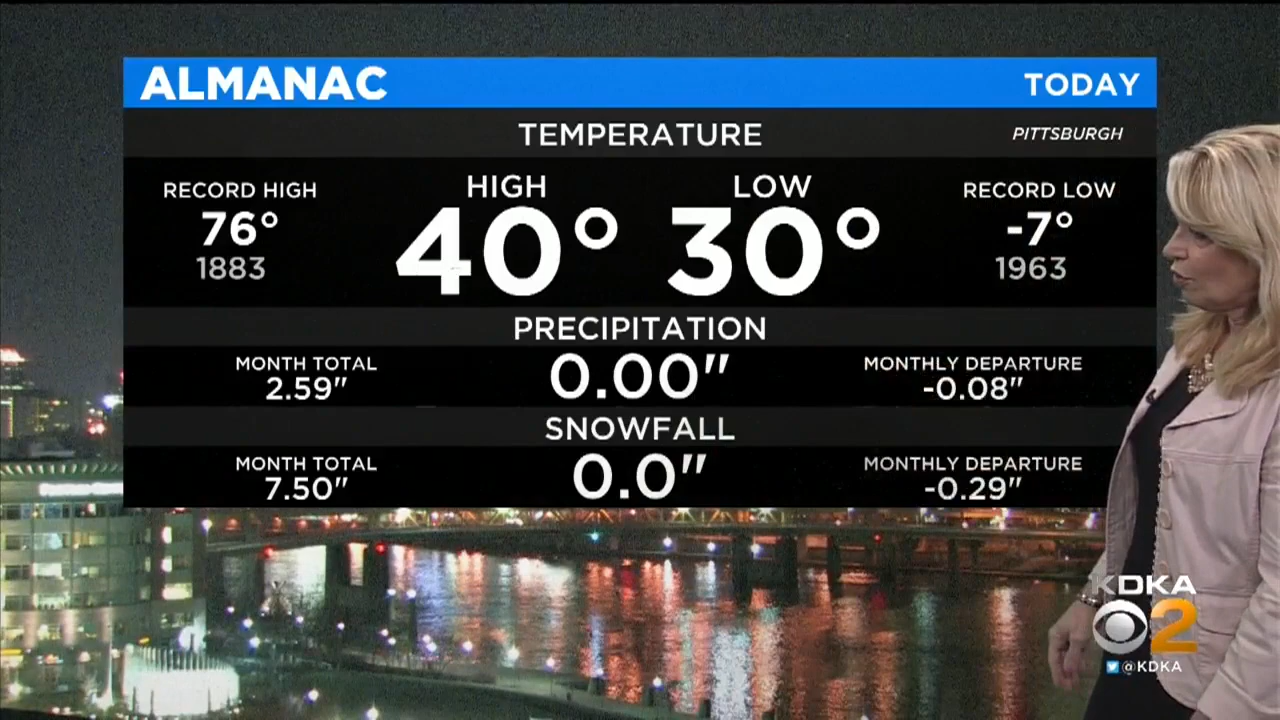 ALMANAC TODAY
TEMPERATURE PITTSBURGH
RECORD HIGH HIGH LOW RECORD LOW
76° 40° 30° -7°
1883 1963
PRECIPITATION
MONTH TOTAL 0.00" MONTHLY DEPARTURE
2.59" -0.08"
SNOWFALL
MONTH TOTAL 0.0" MONTHLY DEPARTURE
7.50" -0.29"
KDKA
2
@KDKA